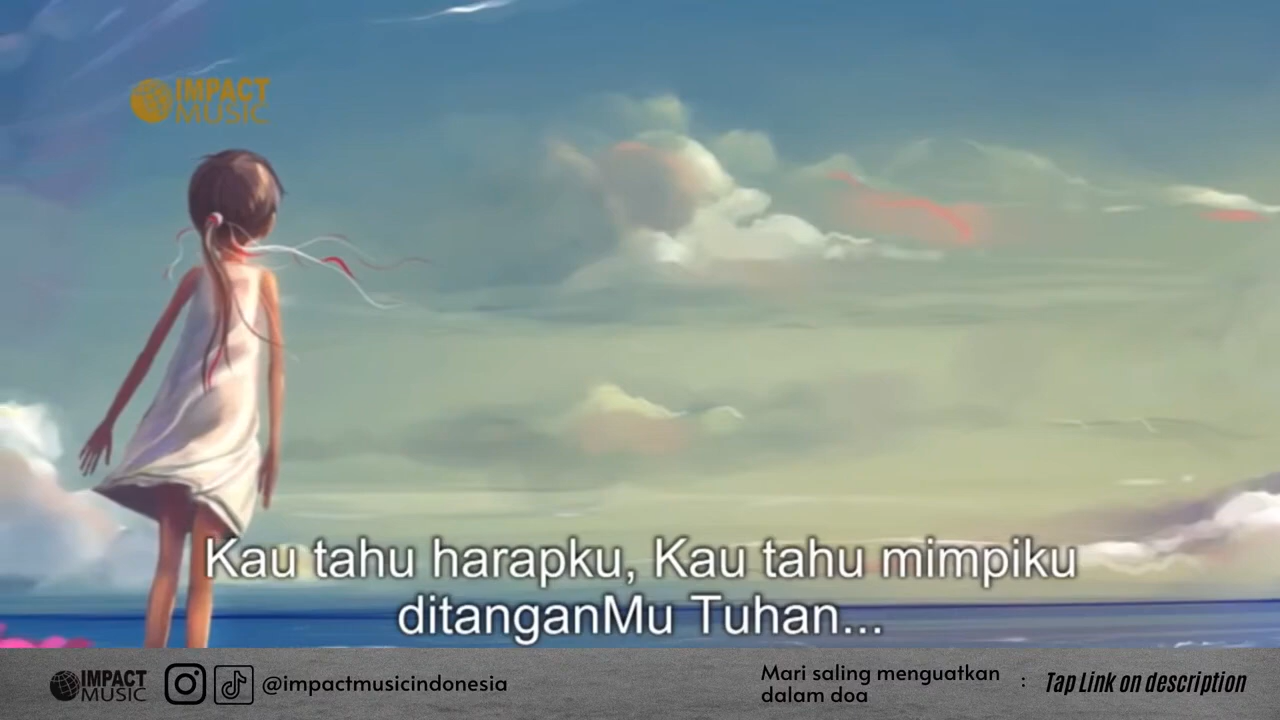 IMPACT
MUSIC
Kau tahu harapku, Kau tahu mimpiku
ditanganMu Tuhan...
IMPACT
MUSIC
@impactmusicindonesia
Mari saling menguatkan
dalam doa
: Tap Link on description